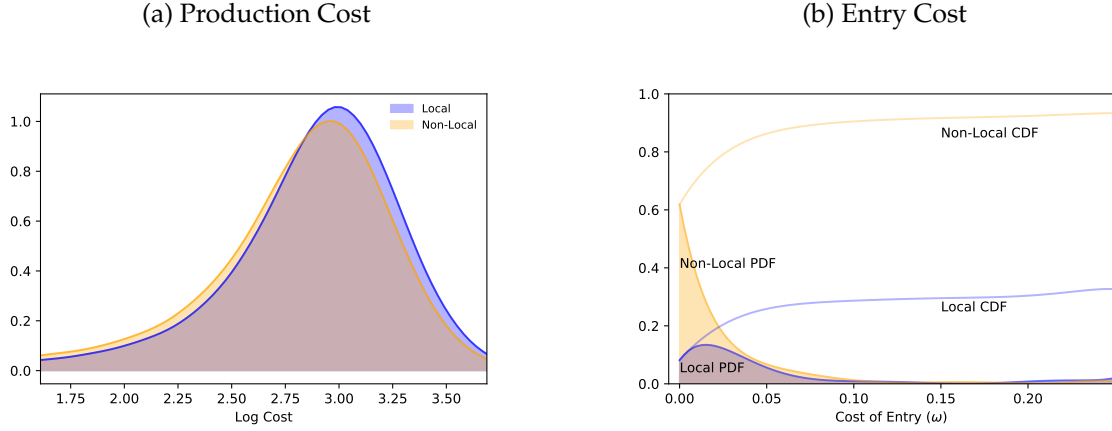 (a) Production Cost
(b) Entry Cost
1.0
0.8
0.6
0.4
0.2
0.0
Local
Non-Local
1.75
2.00
2.25
2.50
2.75
3.00
3.25
3.50
Log Cost
1.0
0.8
0.6
0.4
0.2
0.0
Non-Local CDF
Non-Local PDF
Local CDF
Local PDF
0.00
0.05
0.10
0.15
0.20
Cost of Entry (ω)